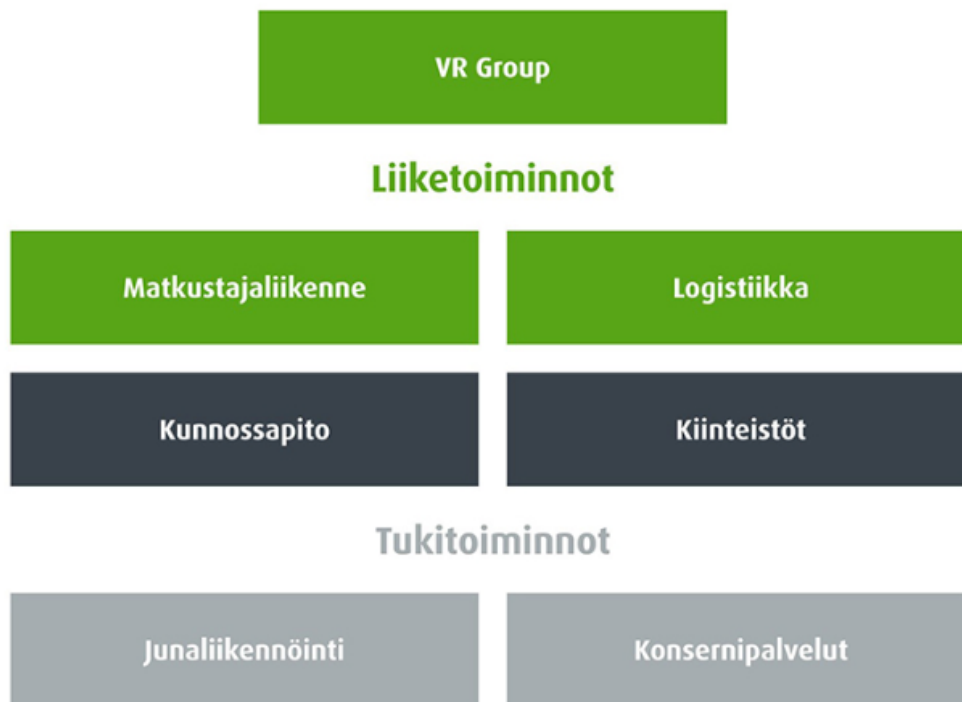 VR Group
Liiketoiminnot
Matkustajaliikenne
Logistiikka
Kunnossapito
Kiinteistöt
Tukitoiminnot
Junaliikennöinti
Konsernipalvelut